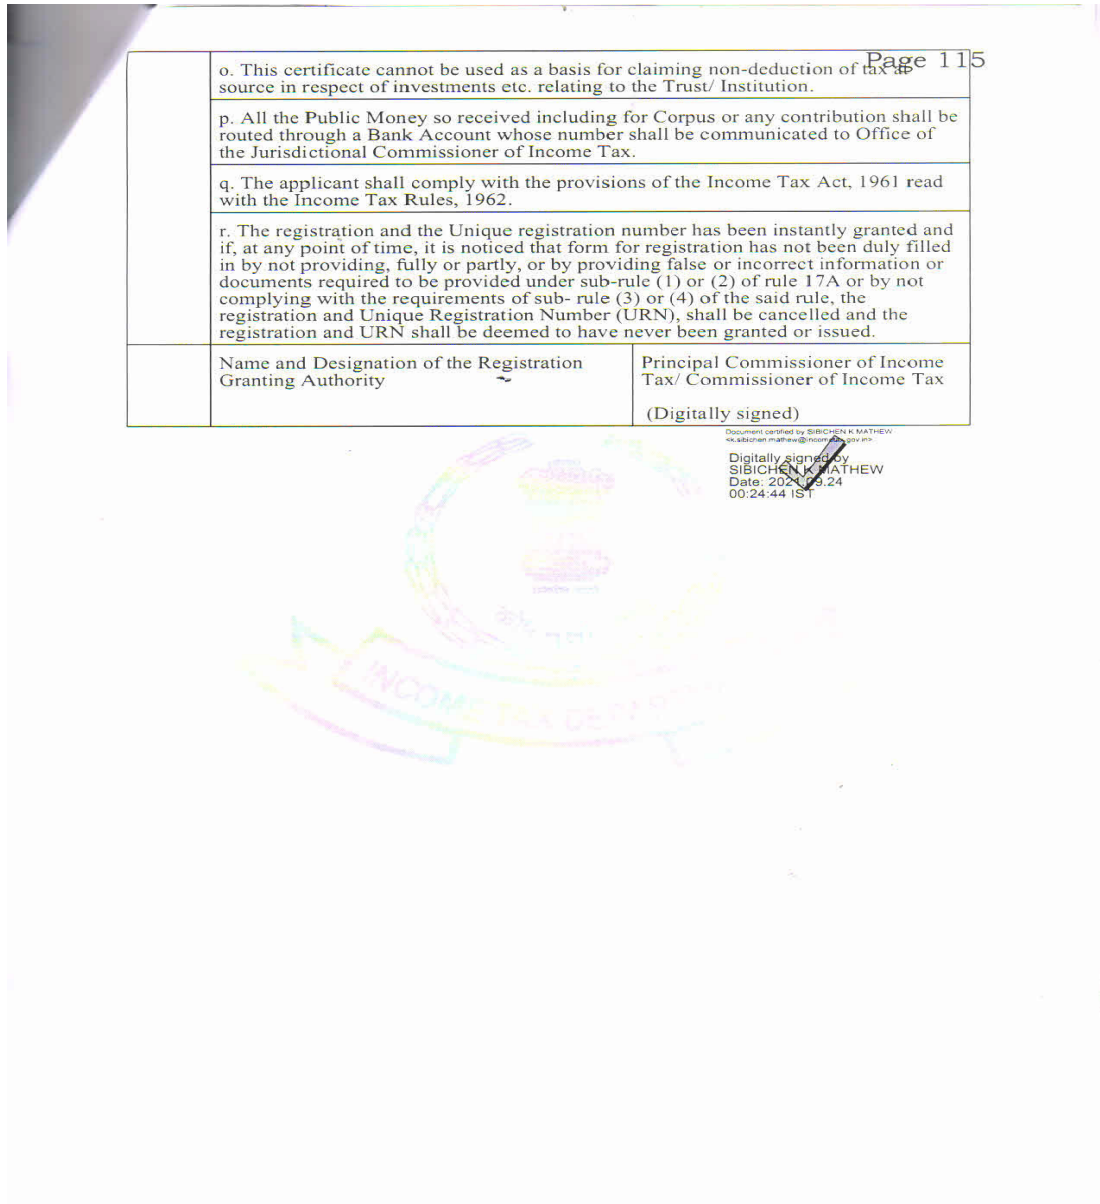 Page 115
o. This certificate cannot be used as a basis for claiming non-deduction of tax at
source in respect of investments etc. relating to the Trust/ Institution.
p. All the Public Money so received including for Corpus or any contribution shall be
routed through a Bank Account whose number shall be communicated to Office of
the Jurisdictional Commissioner of Income Tax.
q. The applicant shall comply with the provisions of the Income Tax Act, 1961 read
with the Income Tax Rules, 1962.
r. The registration and the Unique registration number has been instantly granted and
if, at any point of time, it is noticed that form for registration has not been duly filled
in by not providing, fully or partly, or by providing false or incorrect information or
documents required to be provided under sub-rule (1) or (2) of rule 17A or by not
complying with the requirements of sub- rule (3) or (4) of the said rule, the
registration and Unique Registration Number (URN), shall be cancelled and the
registration and URN shall be deemed to have never been granted or issued.
Name and Designation of the Registration
Granting Authority
Principal Commissioner of Income
Tax/ Commissioner of Income Tax
(Digitally signed)
Document certified by SIBICHEN K MATHEW
Digitally signed by
SIBICHEN K MATHEW
Date: 2021.09.24
00:24:44 IST
INCOME TAX